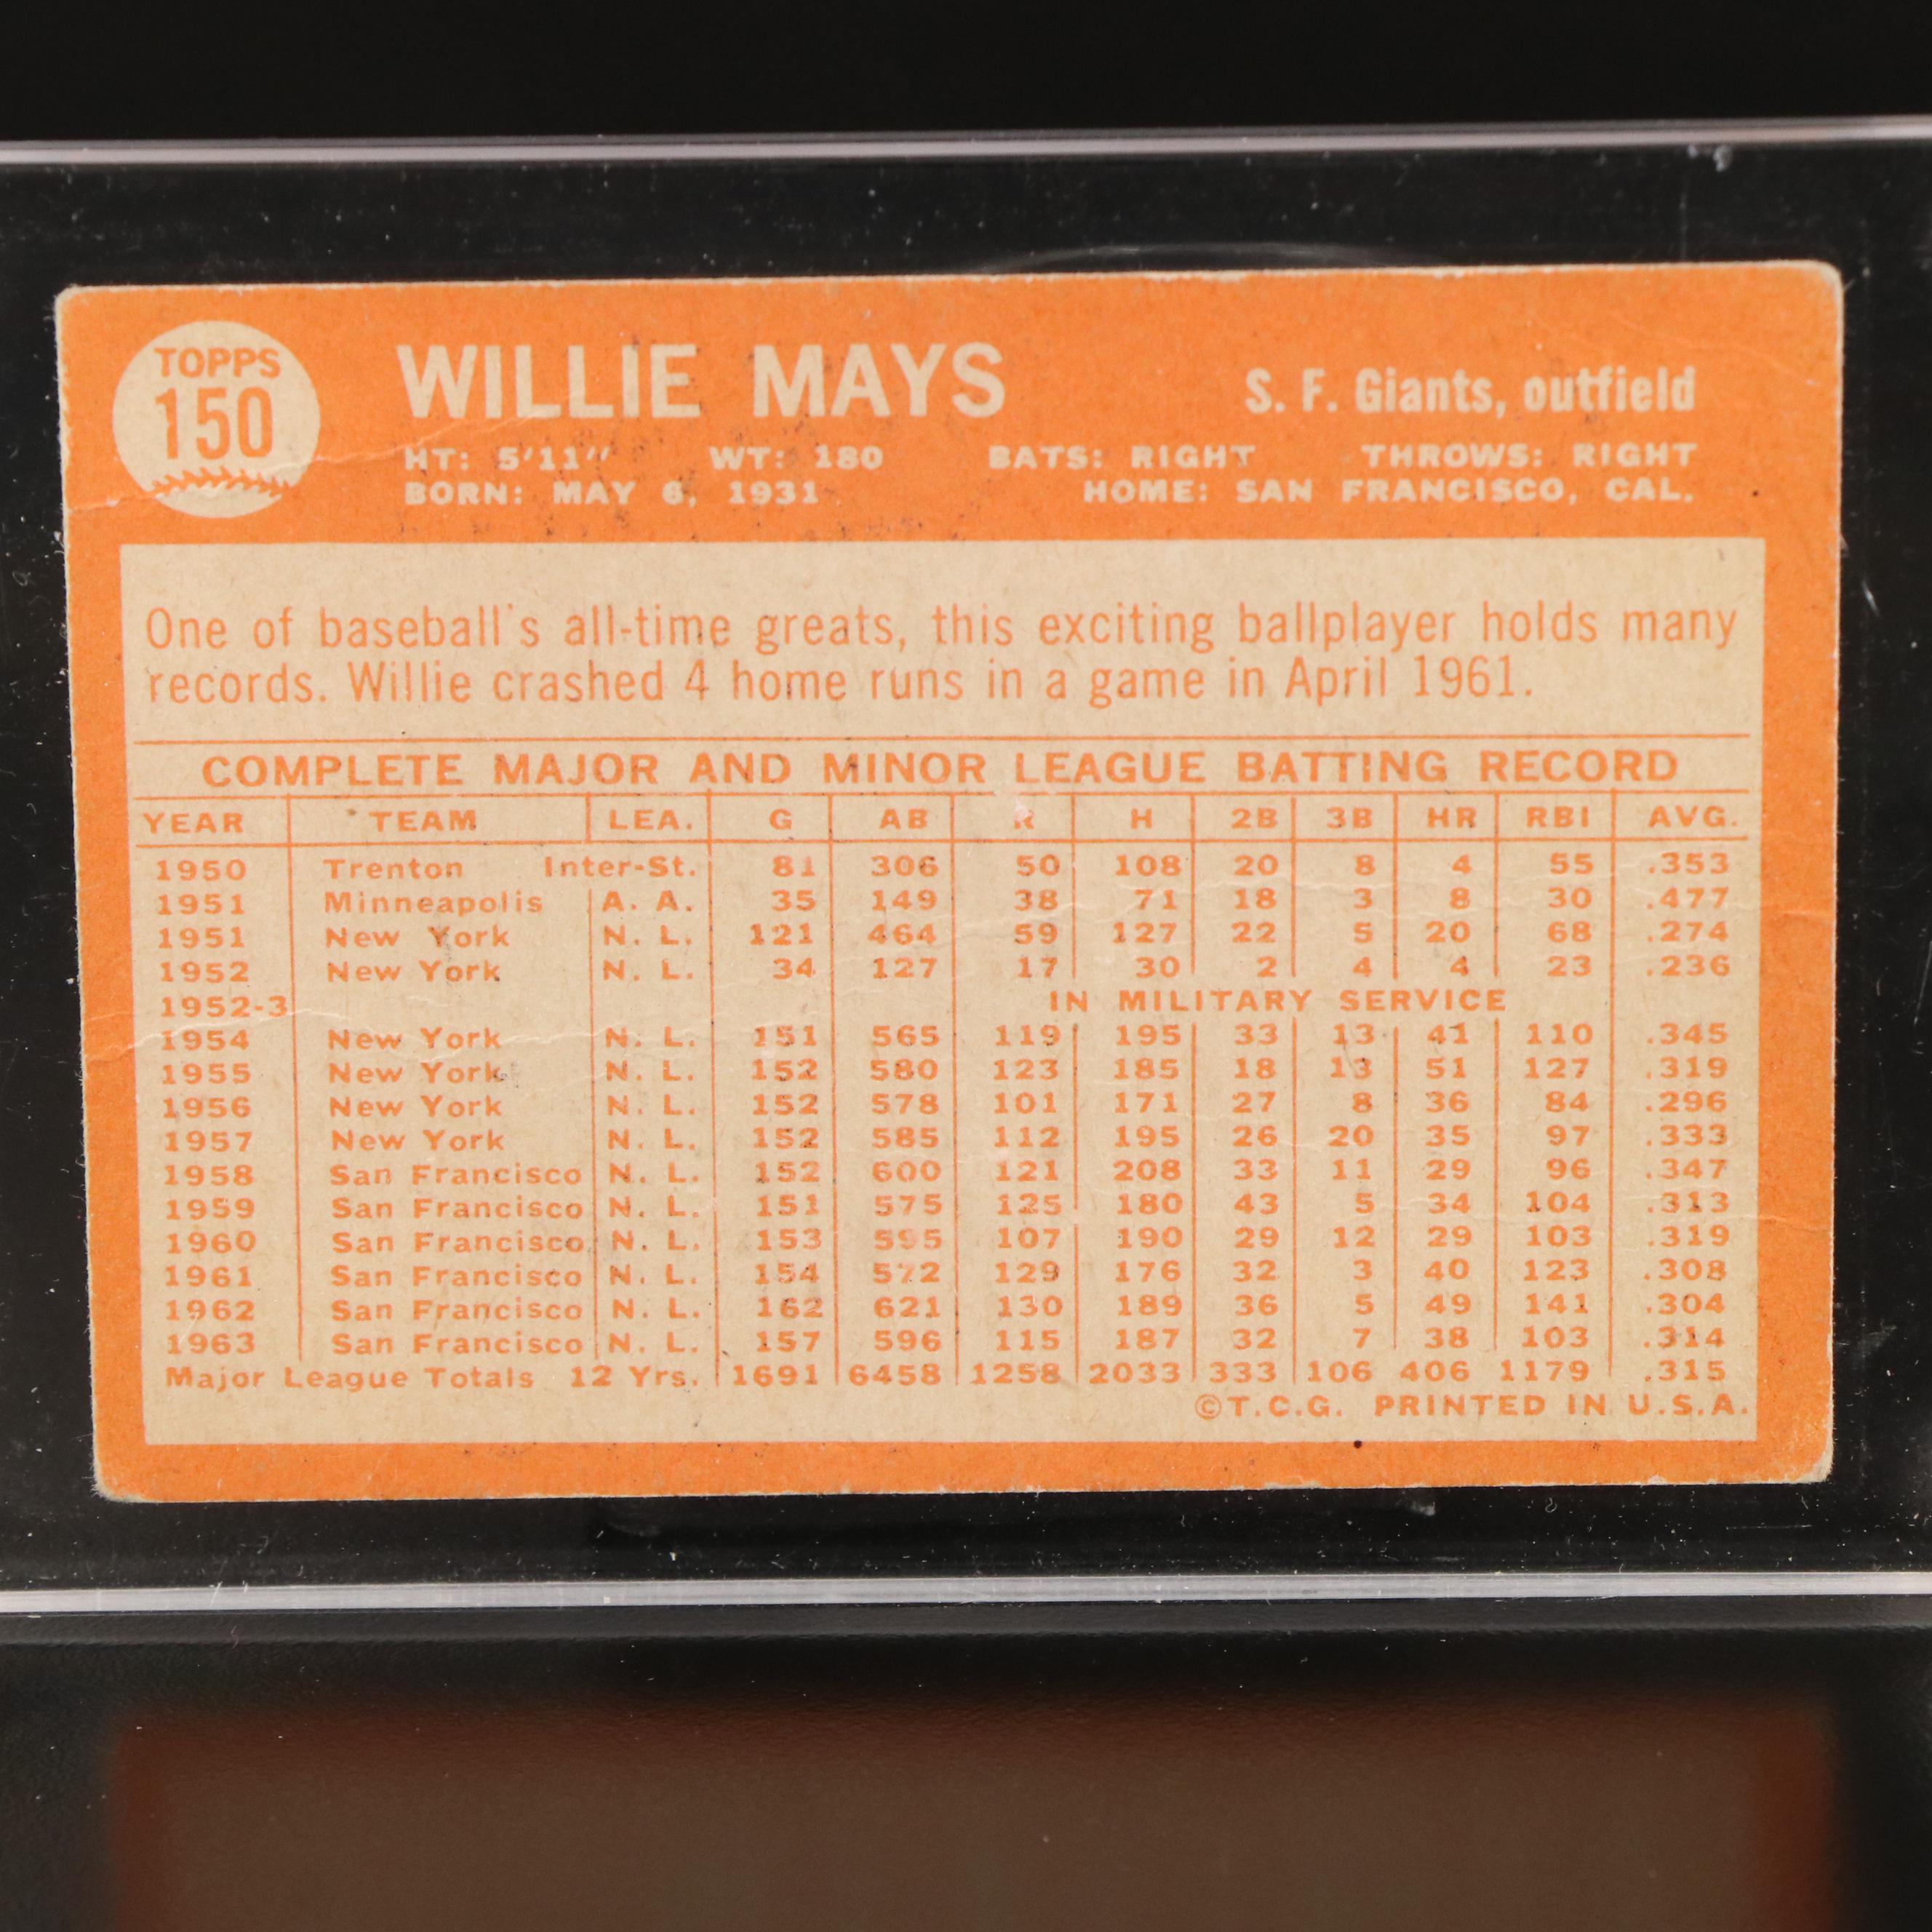 TOPPS
150
WILLIE MAYS
S. F. Giants, outfield
HT: 5'11" WT: 180 BATS: RIGHT THROWS: RIGHT
BORN: MAY 6, 1931 HOME: SAN FRANCISCO, CAL.
One of baseball's all-time greats, this exciting ballplayer holds many
records. Willie crashed 4 home runs in a game in April 1961.
COMPLETE MAJOR AND MINOR LEAGUE BATTING RECORD
YEAR TEAM LEA. G AB R H 2B 3B HR RBI AVG.
1950 Trenton Inter-St. 81 306 50 108 20 8 4 55 .353
1951 Minneapolis A. A. 35 149 38 71 18 3 8 30 .477
1951 New York N. L. 121 464 59 127 22 5 20 68 .274
1952 New York N. L. 34 127 17 30 2 4 4 23 .236
1952-3 IN MILITARY SERVICE
1954 New York N. L. 151 565 119 195 33 13 41 110 .345
1955 New York N. L. 152 580 123 185 18 13 51 127 .319
1956 New York N. L. 152 578 101 171 27 8 36 84 .296
1957 New York N. L. 152 585 112 195 26 20 35 97 .333
1958 San Francisco N. L. 152 600 121 208 33 11 29 96 .347
1959 San Francisco N. L. 151 575 125 180 43 5 34 104 .313
1960 San Francisco N. L. 153 595 107 190 29 12 29 103 .319
1961 San Francisco N. L. 154 572 129 176 32 3 40 123 .308
1962 San Francisco N. L. 162 621 130 189 36 5 49 141 .304
1963 San Francisco N. L. 157 596 115 187 32 7 38 103 .314
Major League Totals 12 Yrs. 1691 6458 1258 2033 333 106 406 1179 .315
©T.C.G. PRINTED IN U.S.A.